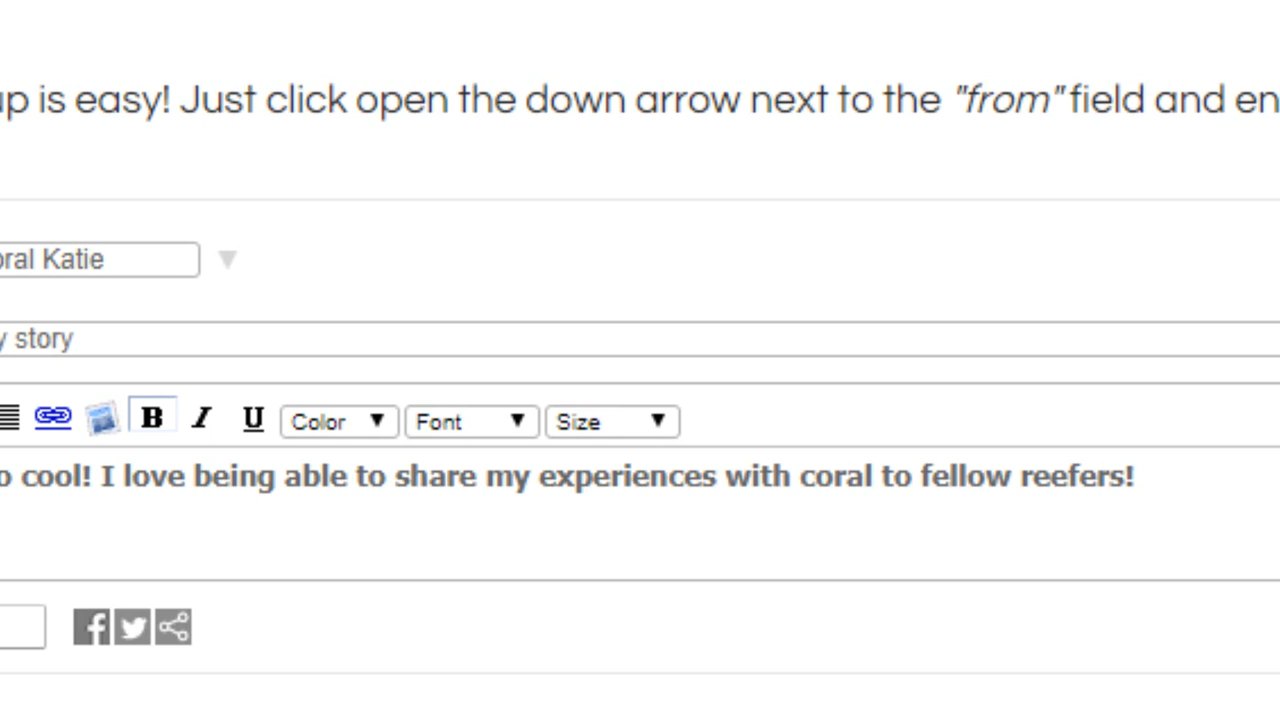 up is easy! Just click open the down arrow next to the "from" field and en
oral Katie
y story
B I U Color Font Size
o cool! I love being able to share my experiences with coral to fellow reefers!